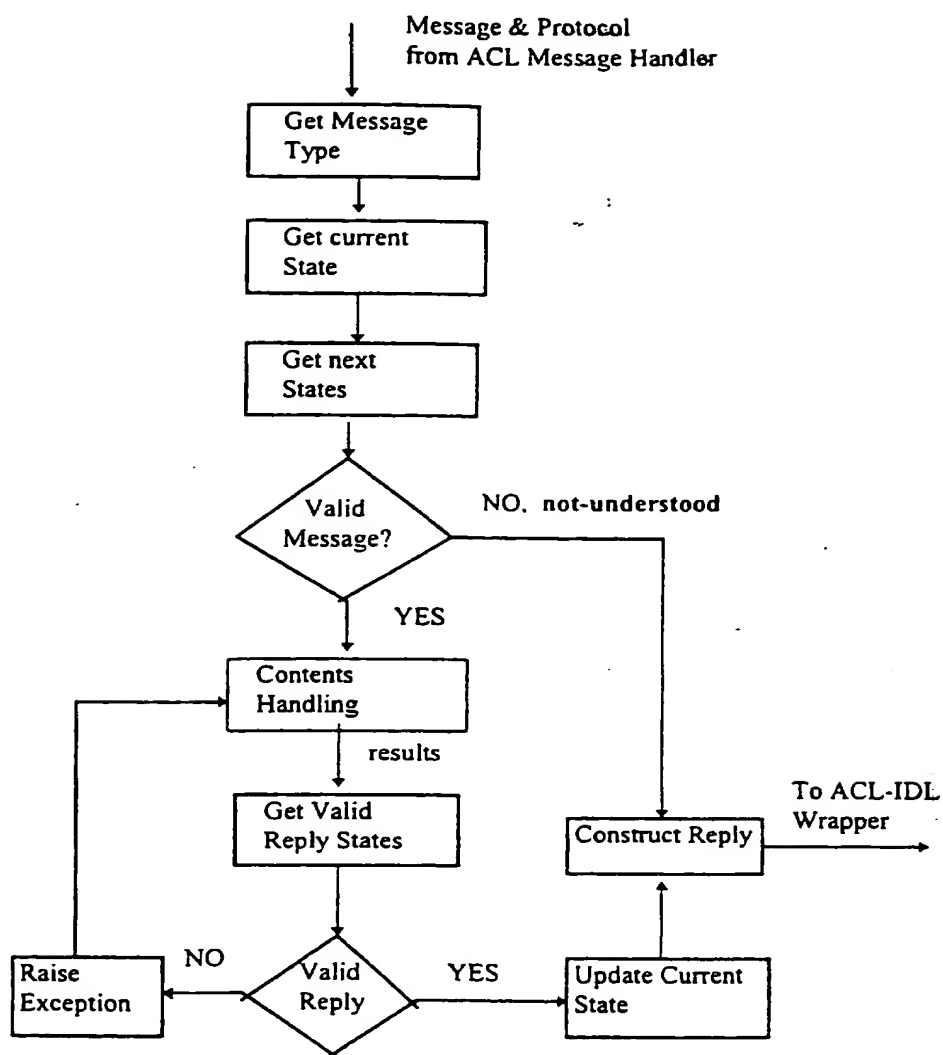 Message & Protocol
from ACL Message Handler
Get Message
Type
Get current
State
Get next
States
Valid
Message?
NO, not-understood
YES
Contents
Handling
results
Get Valid
Reply States
Construct Reply
To ACL-IDL
Wrapper
Raise
Exception
NO
Valid
Reply
YES
Update Current
State